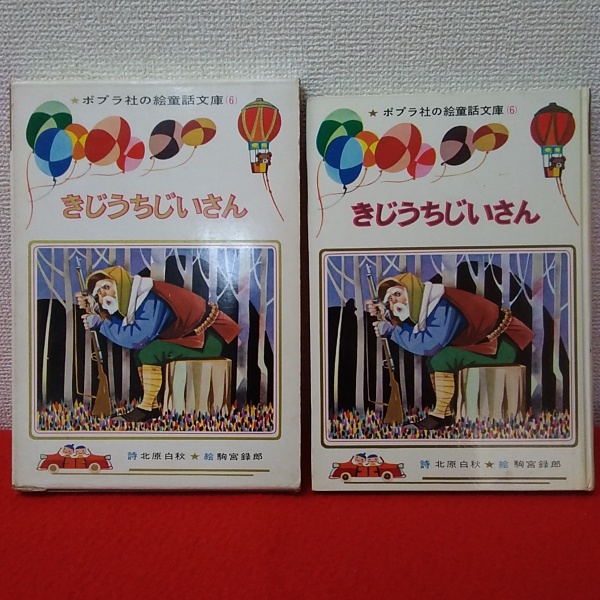 ★ポプラ社の絵童話文庫(6)
きじうちじいさん
詩 北原白秋★絵 駒宮録郎
★ポプラ社の絵童話文庫(6)
きじうちじいさん
詩 北原白秋★絵 駒宮録郎